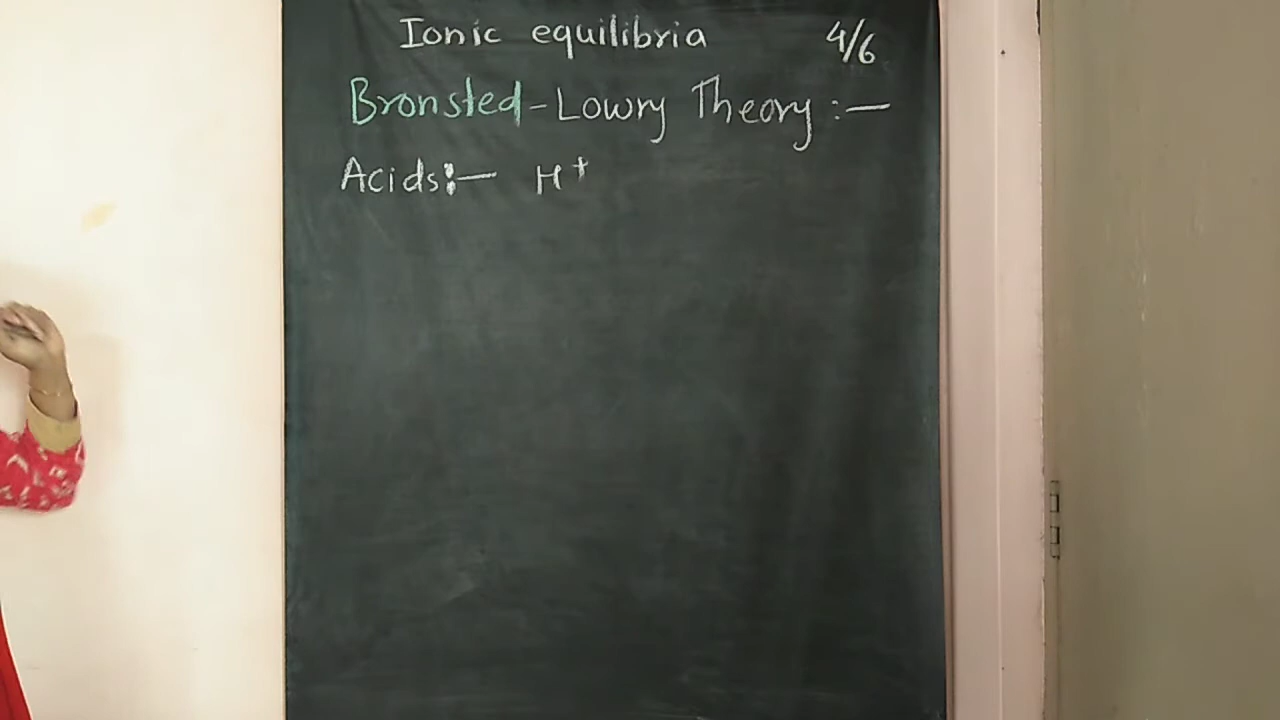 Ionic equilibria 4/6
Bronsted-Lowry Theory :-
Acids:- H⁺